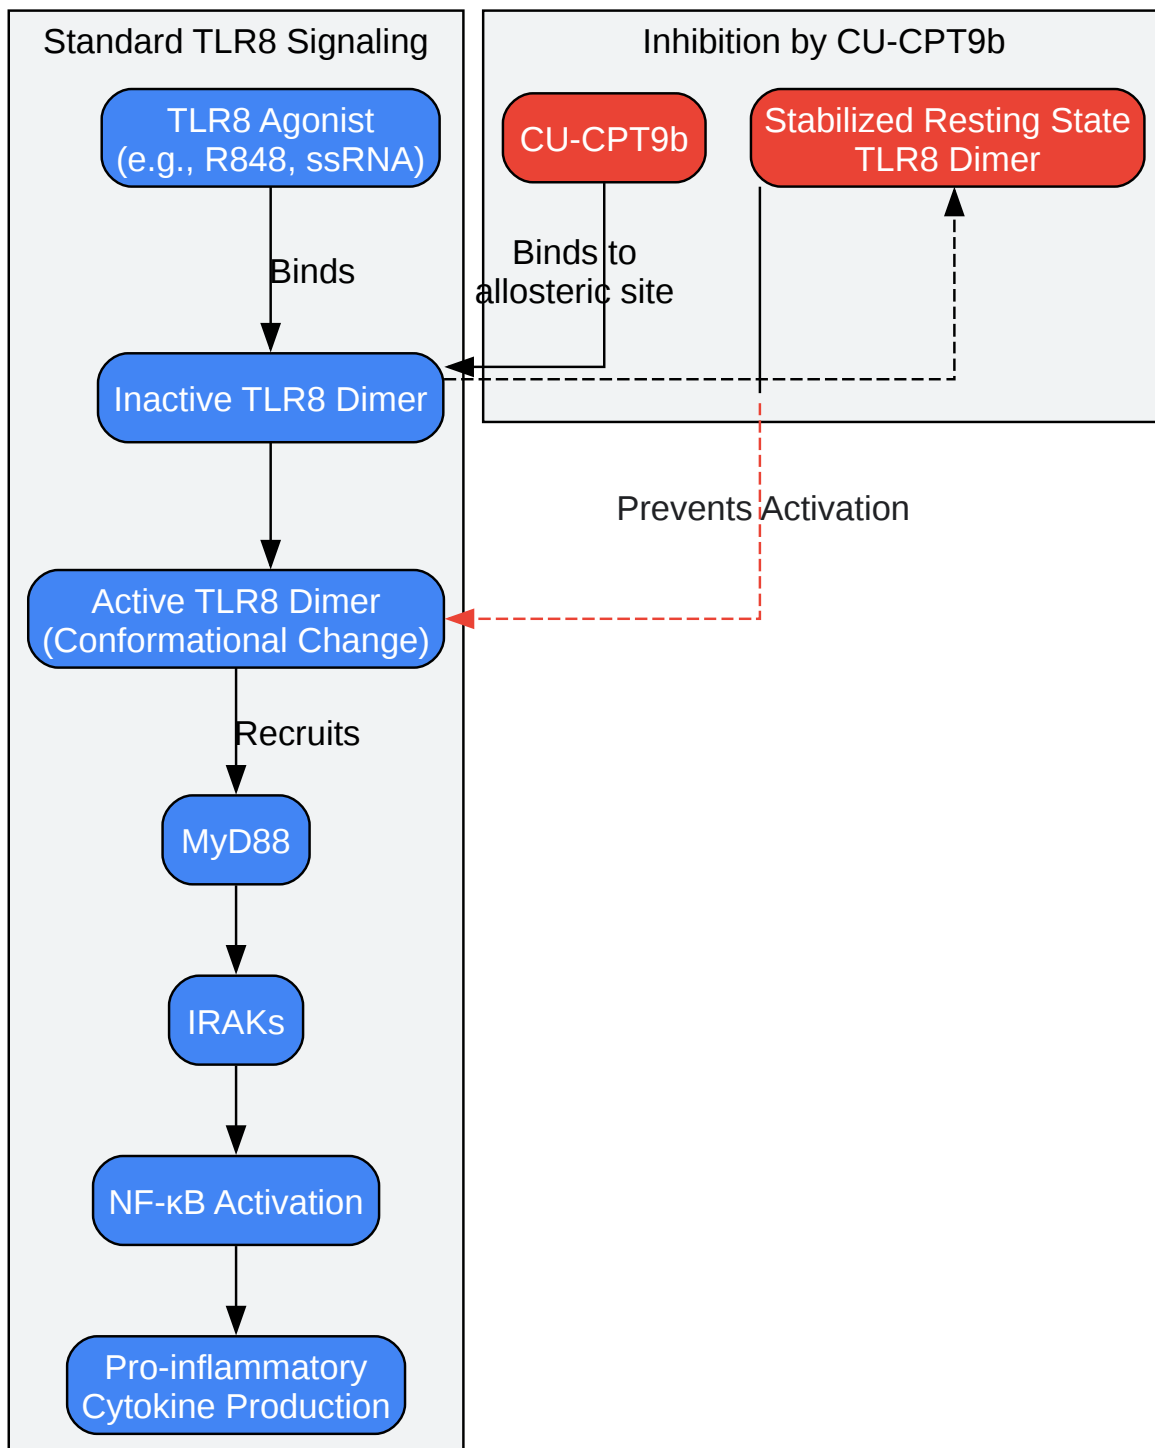 Standard TLR8 Signaling
TLR8 Agonist
(e.g., R848, ssRNA)
Binds
Inactive TLR8 Dimer
Active TLR8 Dimer
(Conformational Change)
Recruits
MyD88
IRAKs
NF-κB Activation
Pro-inflammatory
Cytokine Production
Inhibition by CU-CPT9b
CU-CPT9b
Stabilized Resting State
TLR8 Dimer
Binds to
allosteric site
Prevents Activation